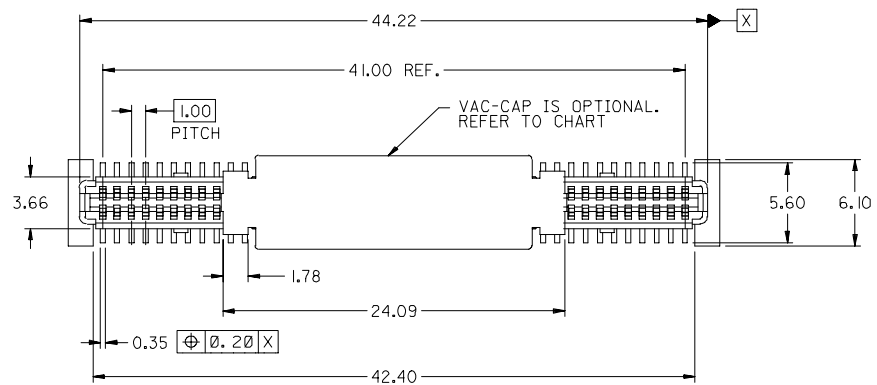 44.22
X
41.00 REF.
1.00
PITCH
VAC-CAP IS OPTIONAL.
REFER TO CHART
3.66
5.60
6.10
1.78
24.09
0.35 ⌖ Ø.20 X
42.40